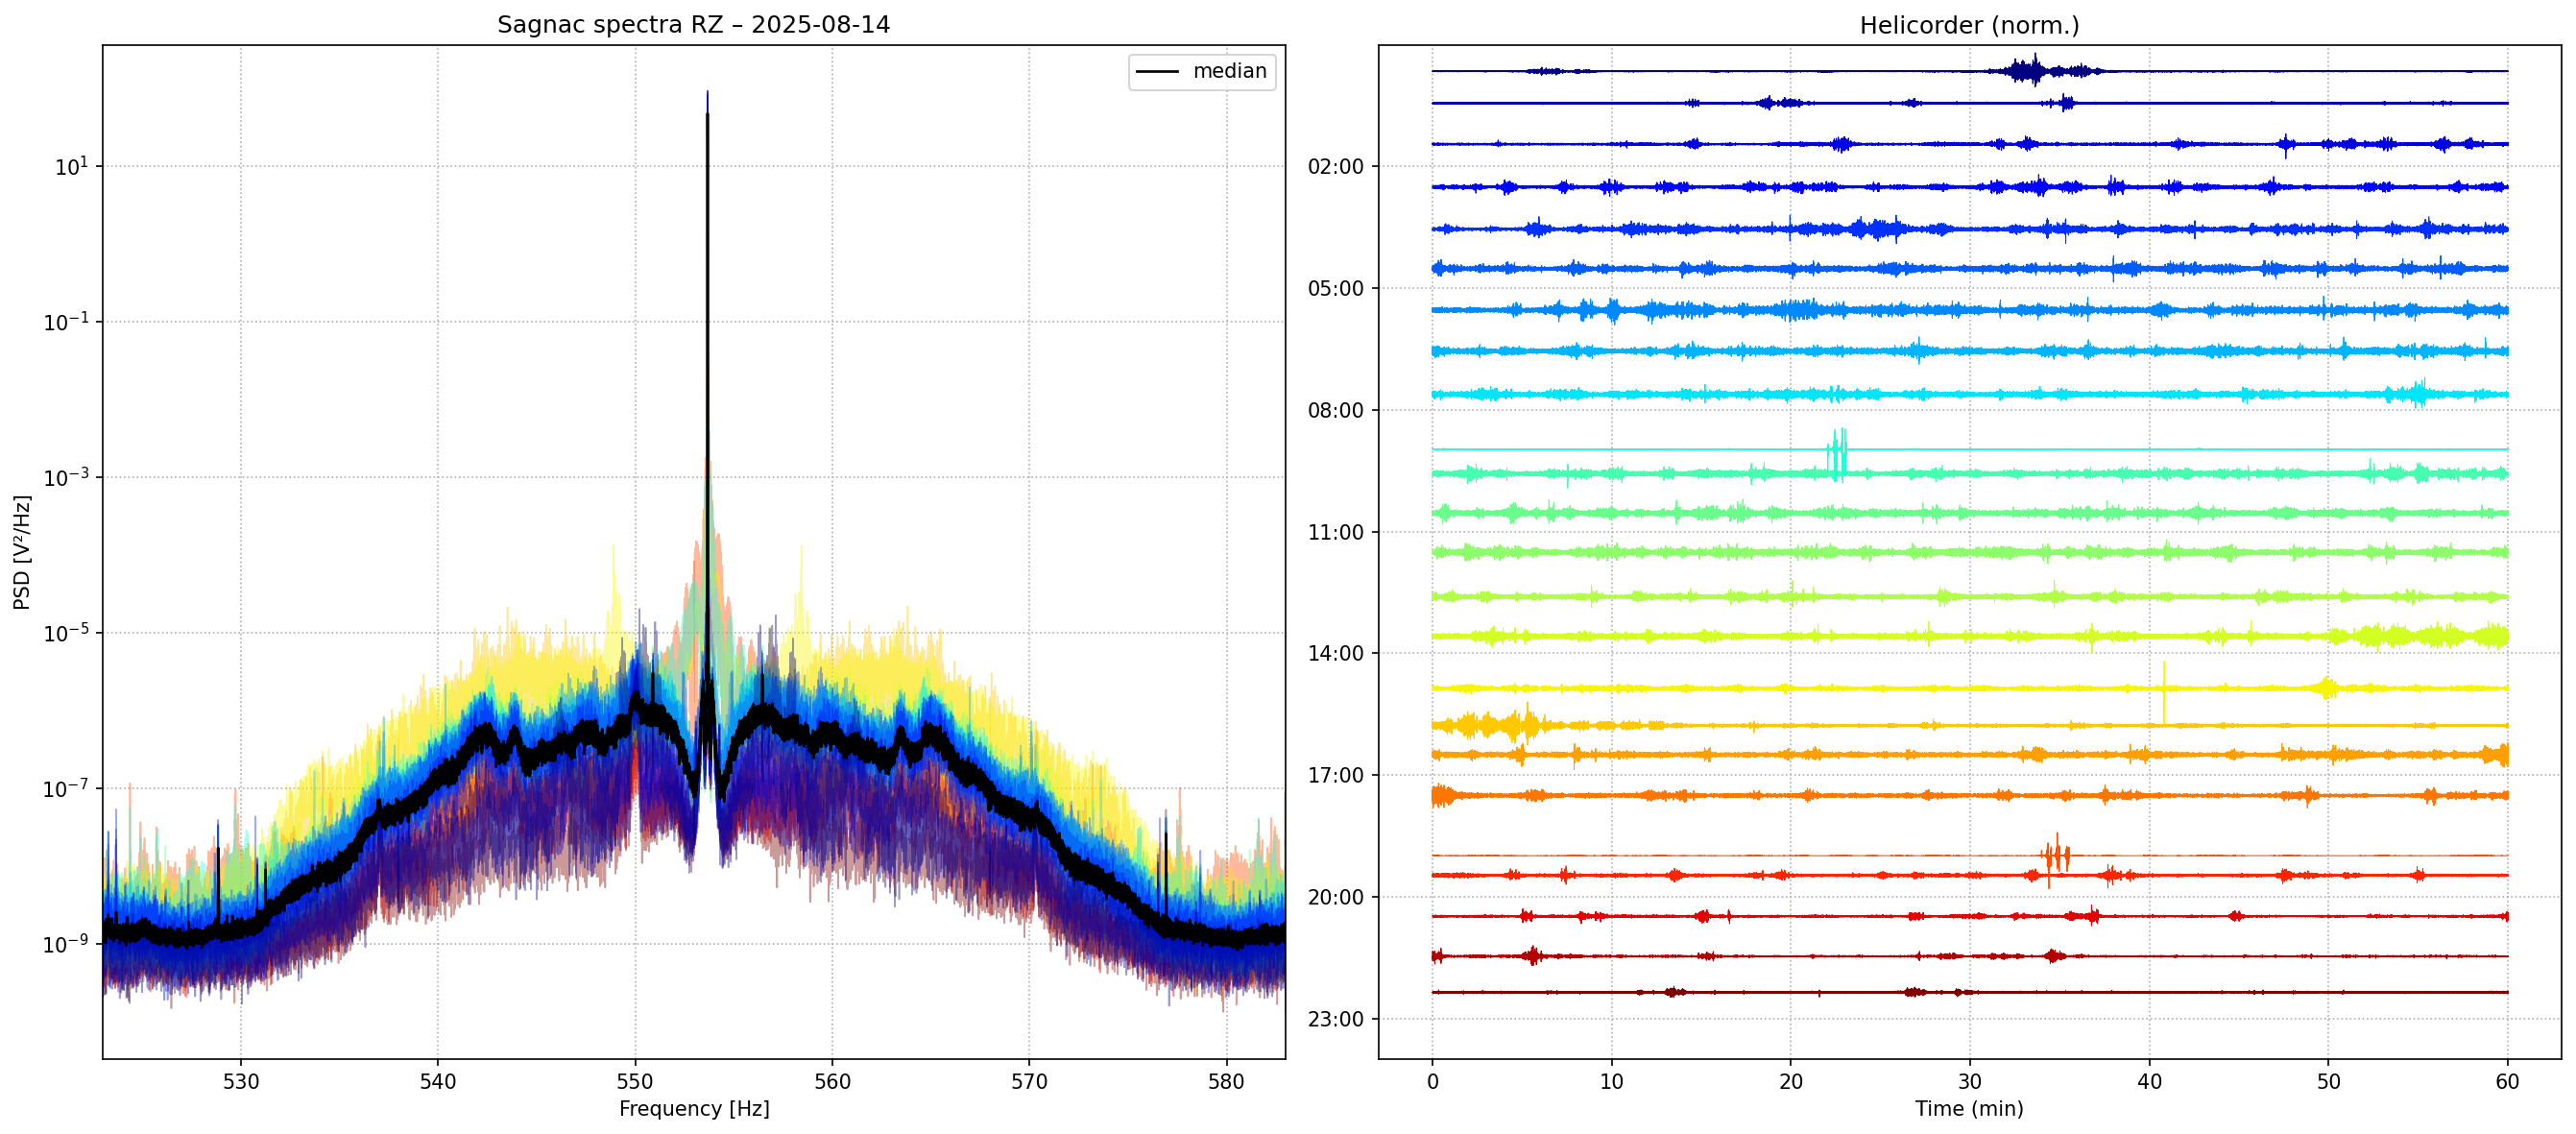 Sagnac spectra RZ – 2025-08-14
median
10¹
10⁻¹
10⁻³
10⁻⁵
10⁻⁷
10⁻⁹
PSD [V²/Hz]
530 540 550 560 570 580
Frequency [Hz]
Helicorder (norm.)
02:00
05:00
08:00
11:00
14:00
17:00
20:00
23:00
0 10 20 30 40 50 60
Time (min)